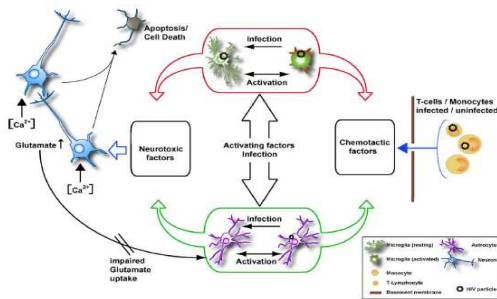 Apoptosis/
Cell Death
Infection
Activation
T-cells / Monocytes
infected / uninfected
[Ca2+]
Glutamate ↑
[Ca2+]
Neurotoxic
factors
Activating factors
Infection
Chemotactic
factors
Infection
Activation
impaired
Glutamate
uptake
Microglia (resting)
Astrocyte
Microglia (activated)
Neuron
Monocyte
T-Lymphocyte
HIV particle
Basement membrane